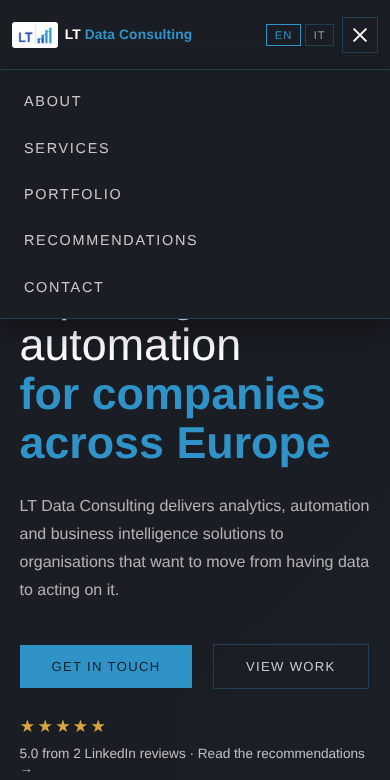 LT LT Data Consulting EN IT
ABOUT
SERVICES
PORTFOLIO
RECOMMENDATIONS
CONTACT
automation
for companies
across Europe
LT Data Consulting delivers analytics, automation
and business intelligence solutions to
organisations that want to move from having data
to acting on it.
GET IN TOUCH VIEW WORK
★★★★★
5.0 from 2 LinkedIn reviews · Read the recommendations
→